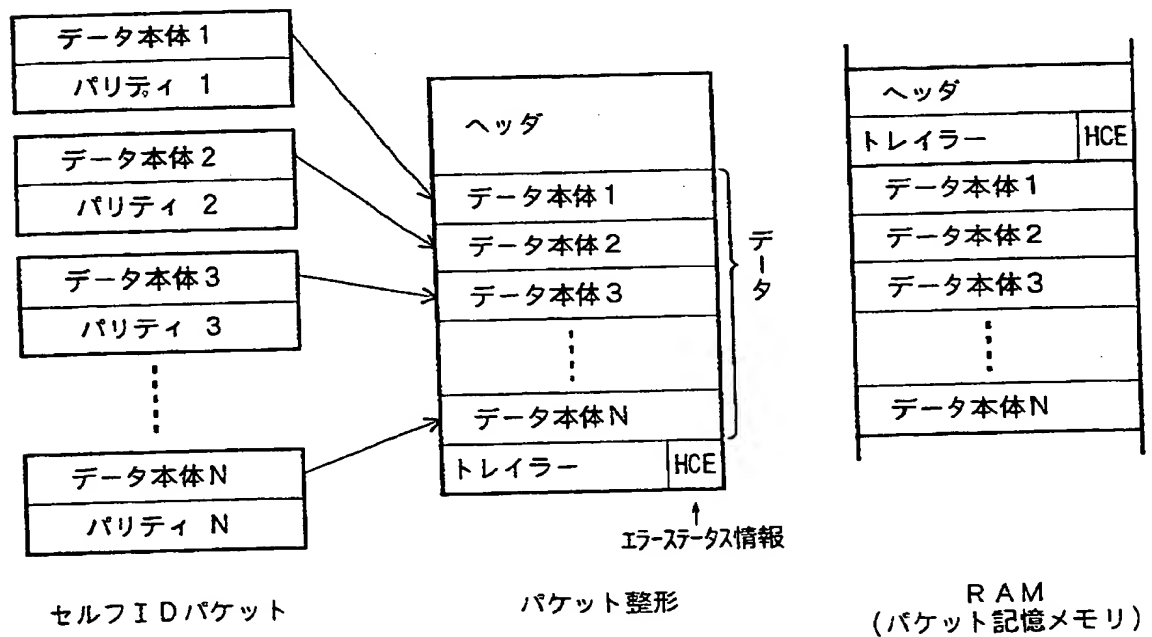 データ本体1
パリティ 1
データ本体2
パリティ 2
データ本体3
パリティ 3
データ本体N
パリティ N
セルフIDパケット
ヘッダ
データ本体1
データ本体2
データ本体3
データ本体N
トレイラー HCE
データ
エラーステータス情報
パケット整形
ヘッダ
トレイラー HCE
データ本体1
データ本体2
データ本体3
データ本体N
RAM
(パケット記憶メモリ)